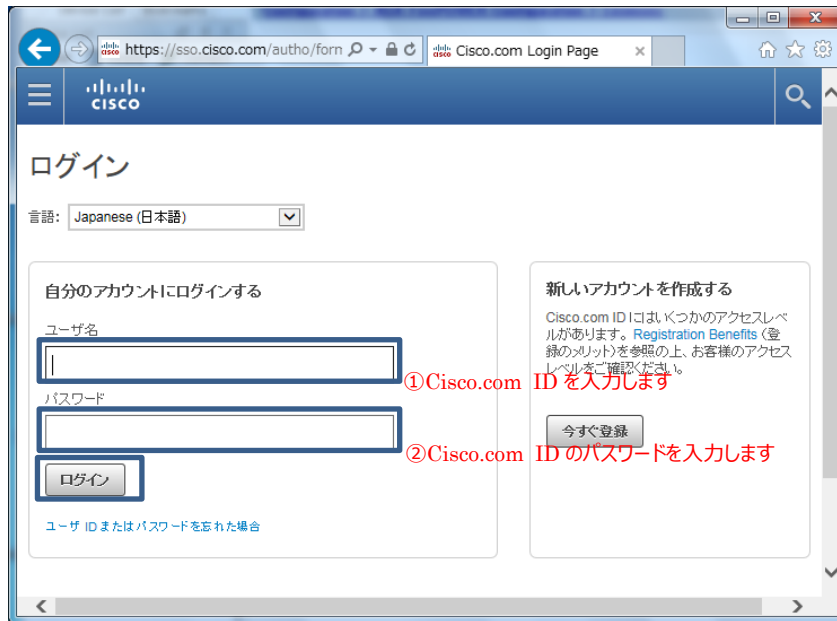 https://sso.cisco.com/autho/forn
Cisco.com Login Page
CISCO
ログイン
言語: Japanese (日本語)
自分のアカウントにログインする
ユーザ名
①Cisco.com ID を入力します
パスワード
②Cisco.com ID のパスワードを入力します
ログイン
ユーザ ID またはパスワードを忘れた場合
新しいアカウントを作成する
Cisco.com ID にはいくつかのアクセスレベ
ルがあります。Registration Benefits (登
録のメリット)を参照の上、お客様のアクセス
レベルをご確認ください。
今すぐ登録